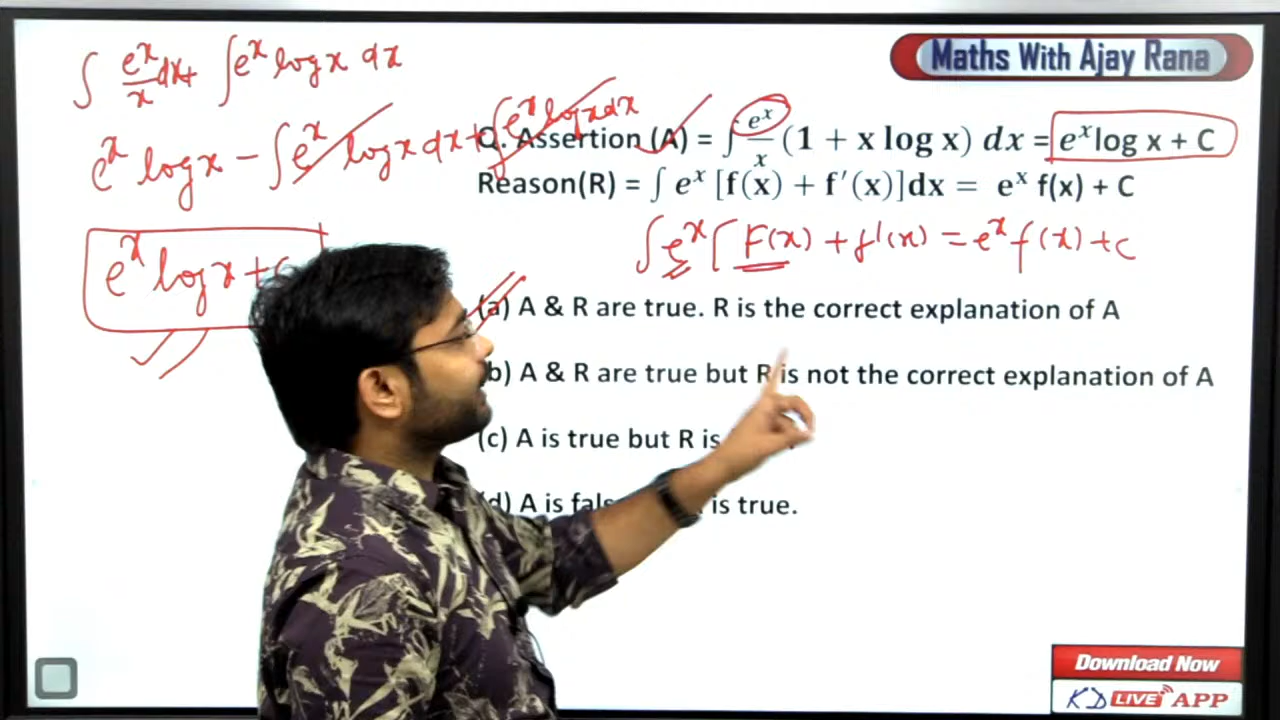 Maths With Ajay Rana
∫ eˣ/x dx + ∫ eˣ log x dx
eˣ log x − ∫ eˣ log x dx + ∫ eˣ log x dx
eˣ log x + C
Q. Assertion (A) = ∫ eˣ/x (1 + x log x) dx = eˣ log x + C
Reason(R) = ∫ eˣ [f(x) + f′(x)]dx = eˣ f(x) + C
∫ eˣ [ F(x) + f'(x) = eˣ f(x) + C
(a) A & R are true. R is the correct explanation of A
b) A & R are true but R is not the correct explanation of A
(c) A is true but R is
(d) A is is true.
Download Now
KD LIVE APP